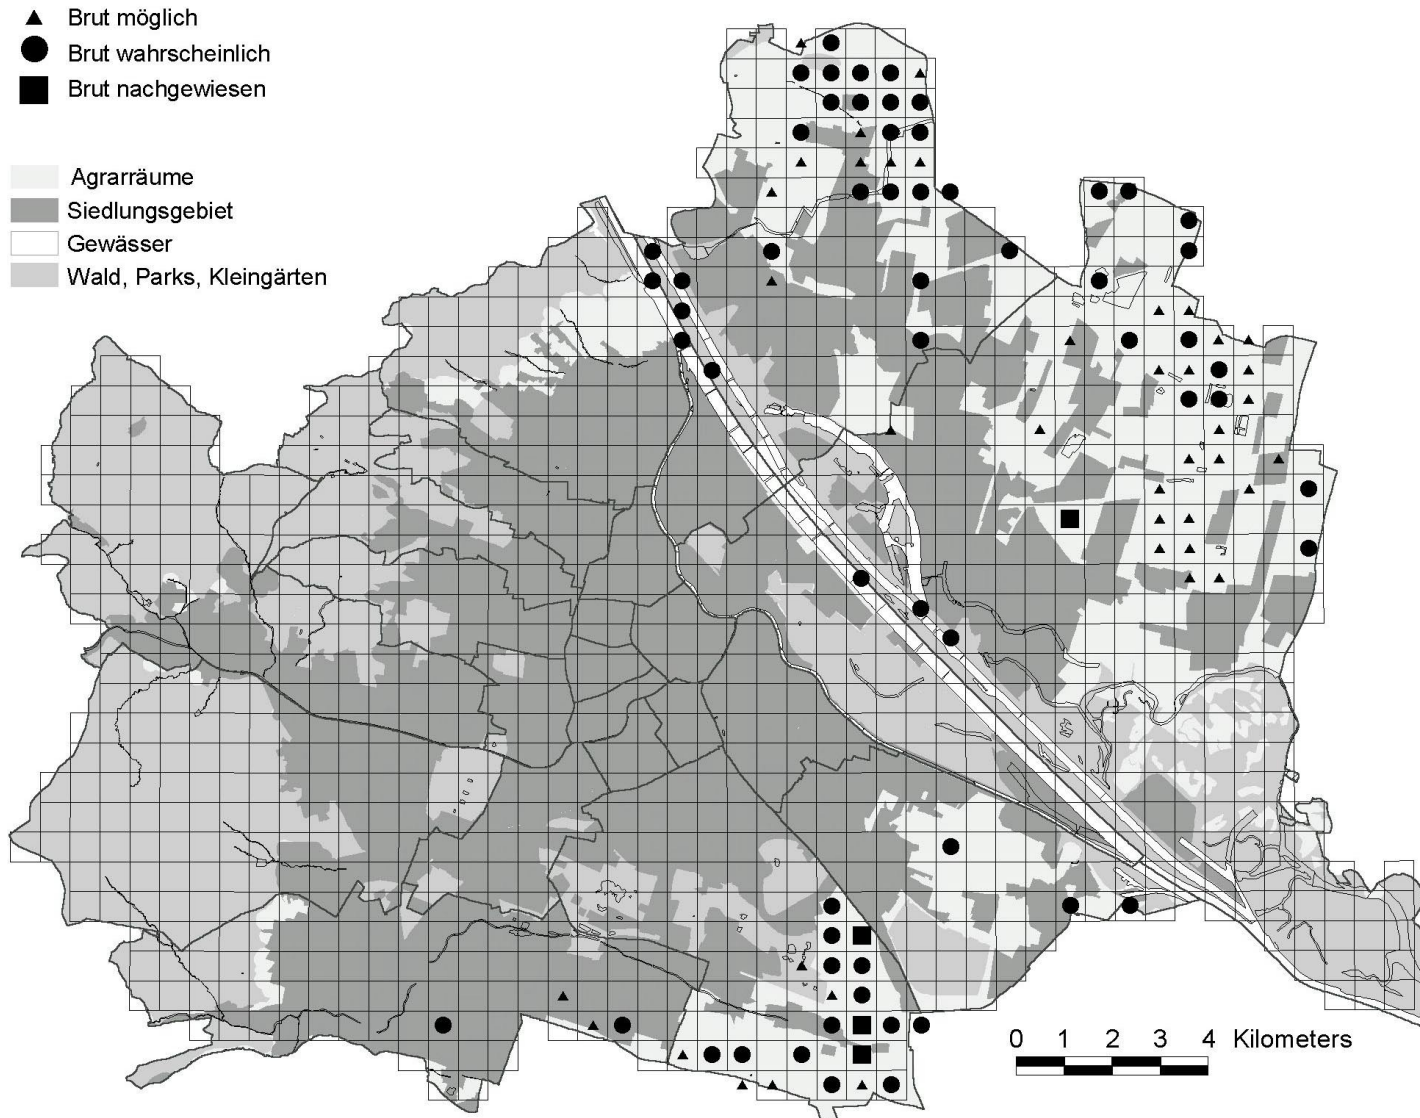 Brut möglich
Brut wahrscheinlich
Brut nachgewiesen
Agrarräume
Siedlungsgebiet
Gewässer
Wald, Parks, Kleingärten
0 1 2 3 4 Kilometers